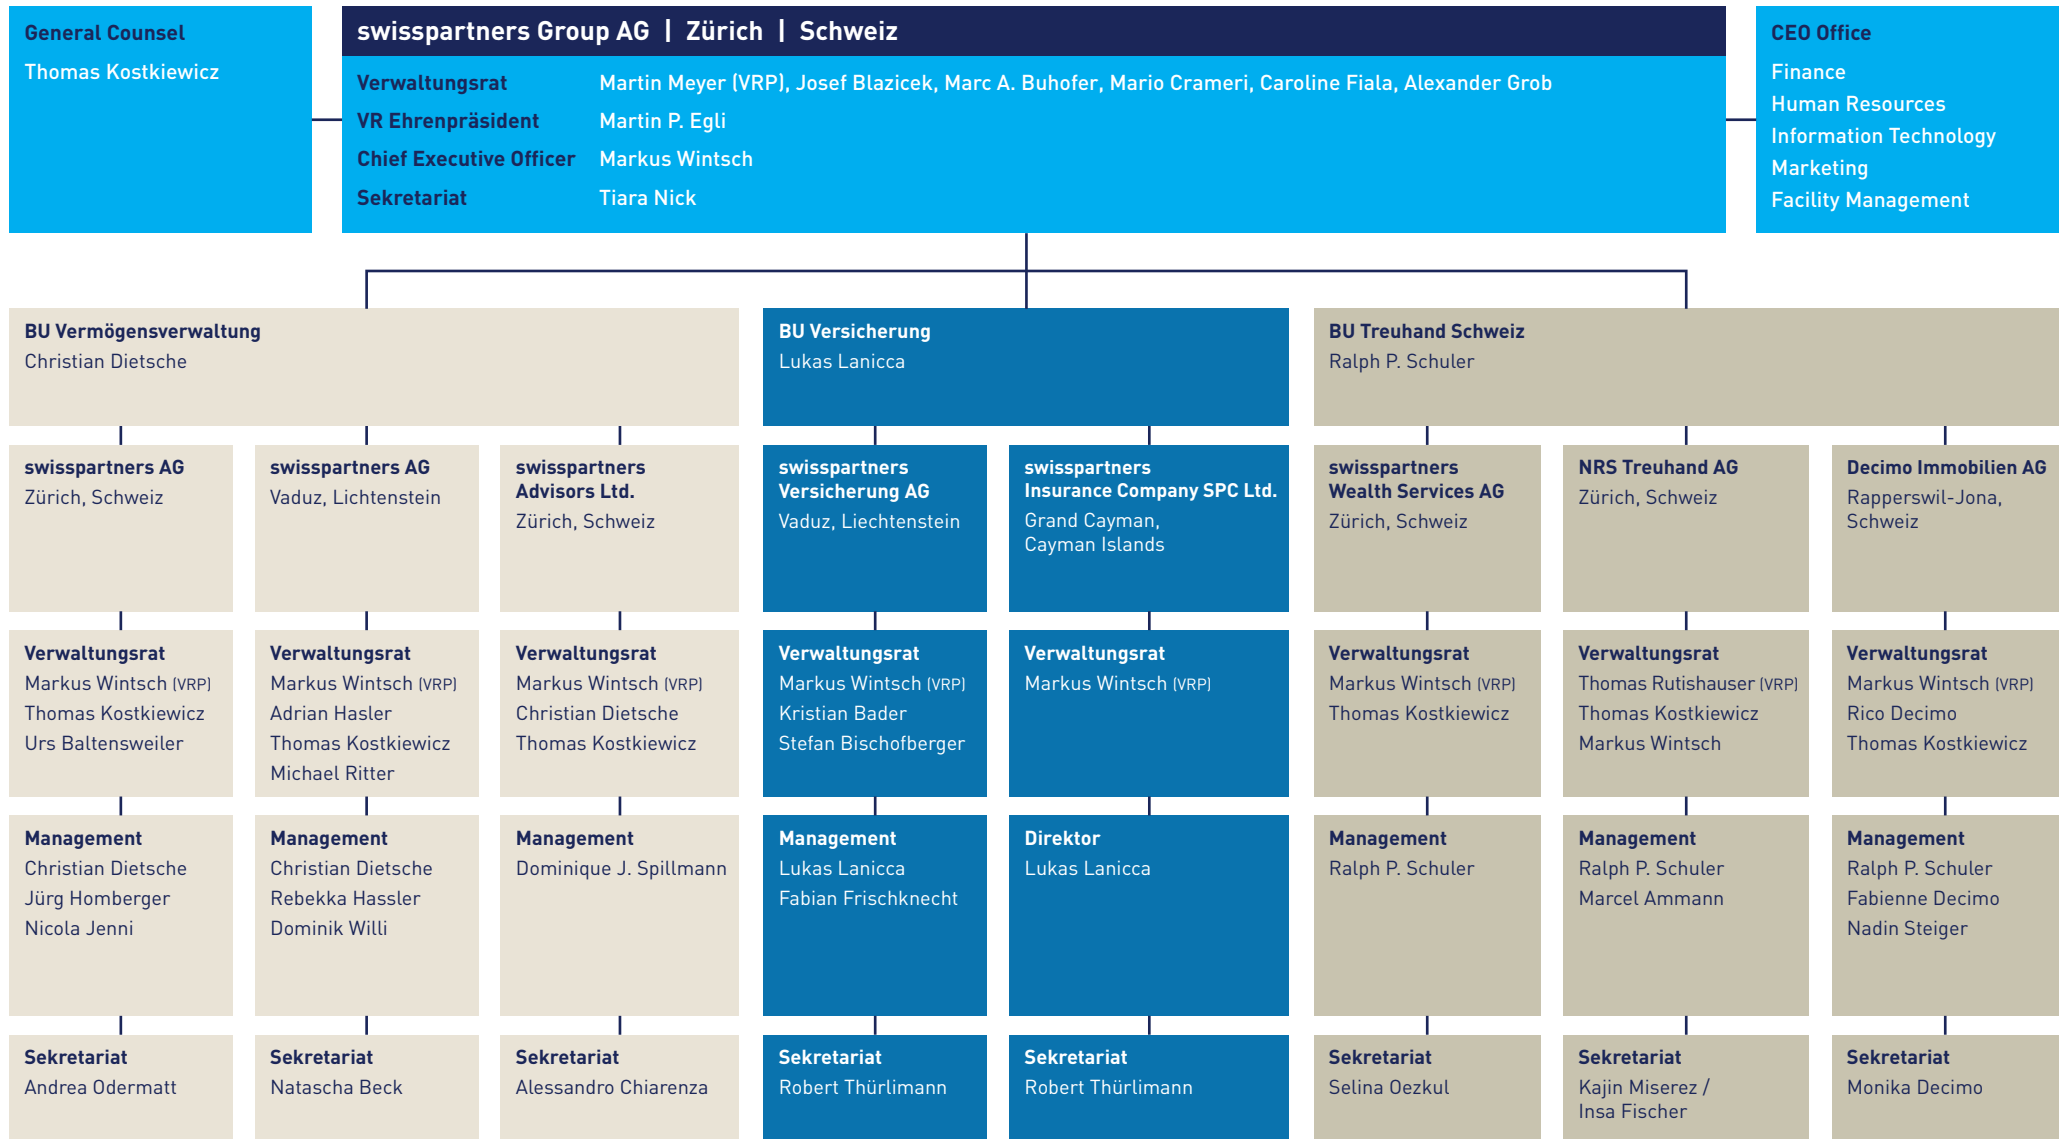 General Counsel
Thomas Kostkiewicz
swisspartners Group AG | Zürich | Schweiz
Verwaltungsrat Martin Meyer (VRP), Josef Blazicek, Marc A. Buhofer, Mario Crameri, Caroline Fiala, Alexander Grob
VR Ehrenpräsident Martin P. Egli
Chief Executive Officer Markus Wintsch
Sekretariat Tiara Nick
CEO Office
Finance
Human Resources
Information Technology
Marketing
Facility Management
BU Vermögensverwaltung
Christian Dietsche
swisspartners AG
Zürich, Schweiz
Verwaltungsrat
Markus Wintsch (VRP)
Thomas Kostkiewicz
Urs Baltensweiler
Management
Christian Dietsche
Jürg Homberger
Nicola Jenni
Sekretariat
Andrea Odermatt
swisspartners AG
Vaduz, Lichtenstein
Verwaltungsrat
Markus Wintsch (VRP)
Adrian Hasler
Thomas Kostkiewicz
Michael Ritter
Management
Christian Dietsche
Rebekka Hassler
Dominik Willi
Sekretariat
Natascha Beck
swisspartners
Advisors Ltd.
Zürich, Schweiz
Verwaltungsrat
Markus Wintsch (VRP)
Christian Dietsche
Thomas Kostkiewicz
Management
Dominique J. Spillmann
Sekretariat
Alessandro Chiarenza
BU Versicherung
Lukas Lanicca
swisspartners
Versicherung AG
Vaduz, Liechtenstein
Verwaltungsrat
Markus Wintsch (VRP)
Kristian Bader
Stefan Bischofberger
Management
Lukas Lanicca
Fabian Frischknecht
Sekretariat
Robert Thürlimann
swisspartners
Insurance Company SPC Ltd.
Grand Cayman,
Cayman Islands
Verwaltungsrat
Markus Wintsch (VRP)
Direktor
Lukas Lanicca
Sekretariat
Robert Thürlimann
BU Treuhand Schweiz
Ralph P. Schuler
swisspartners
Wealth Services AG
Zürich, Schweiz
Verwaltungsrat
Markus Wintsch (VRP)
Thomas Kostkiewicz
Management
Ralph P. Schuler
Sekretariat
Selina Oezkul
NRS Treuhand AG
Zürich, Schweiz
Verwaltungsrat
Thomas Rutishauser (VRP)
Thomas Kostkiewicz
Markus Wintsch
Management
Ralph P. Schuler
Marcel Ammann
Sekretariat
Kajin Miserez /
Insa Fischer
Decimo Immobilien AG
Rapperswil-Jona,
Schweiz
Verwaltungsrat
Markus Wintsch (VRP)
Rico Decimo
Thomas Kostkiewicz
Management
Ralph P. Schuler
Fabienne Decimo
Nadin Steiger
Sekretariat
Monika Decimo